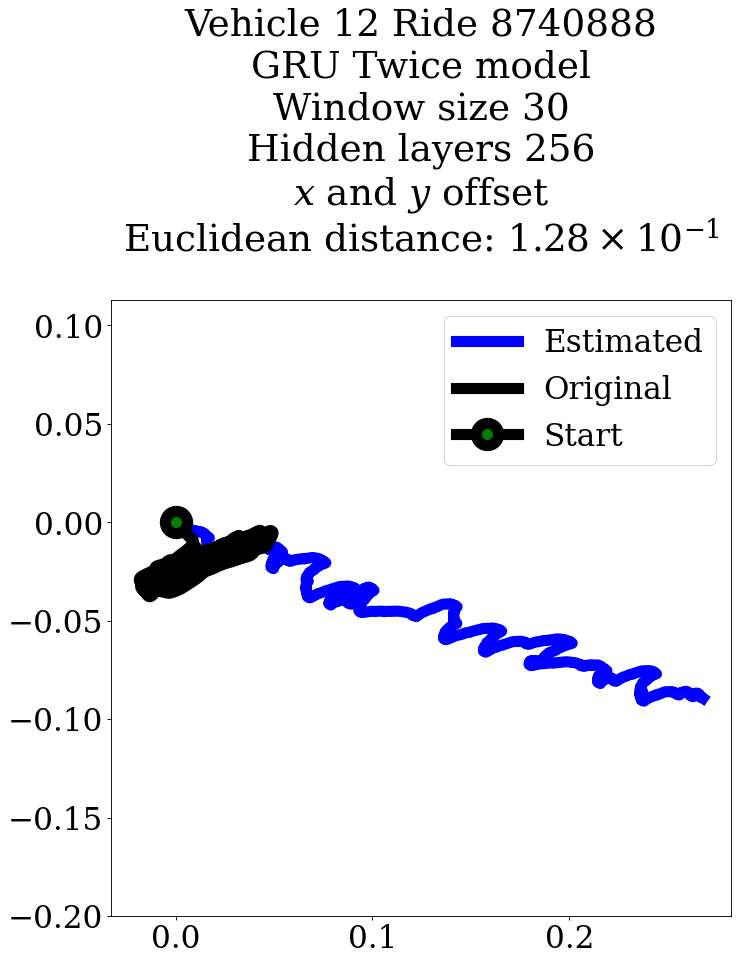 Vehicle 12 Ride 8740888
GRU Twice model
Window size 30
Hidden layers 256
x and y offset
Euclidean distance: 1.28 × 10⁻¹
Estimated
Original
Start
0.10
0.05
0.00
−0.05
−0.10
−0.15
−0.20
0.0 0.1 0.2